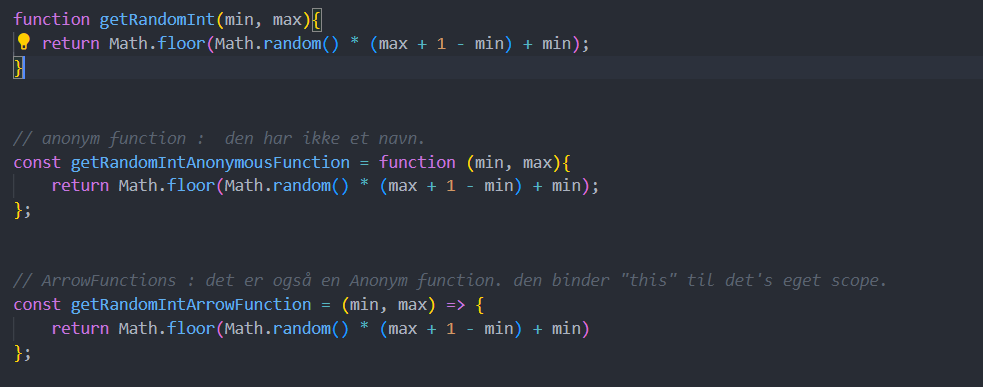 function getRandomInt(min, max){
return Math.floor(Math.random() * (max + 1 - min) + min);
}
// anonym function :  den har ikke et navn.
const getRandomIntAnonymousFunction = function (min, max){
return Math.floor(Math.random() * (max + 1 - min) + min);
};
// ArrowFunctions : det er også en Anonym function. den binder "this" til det's eget scope.
const getRandomIntArrowFunction = (min, max) => {
return Math.floor(Math.random() * (max + 1 - min) + min)
};